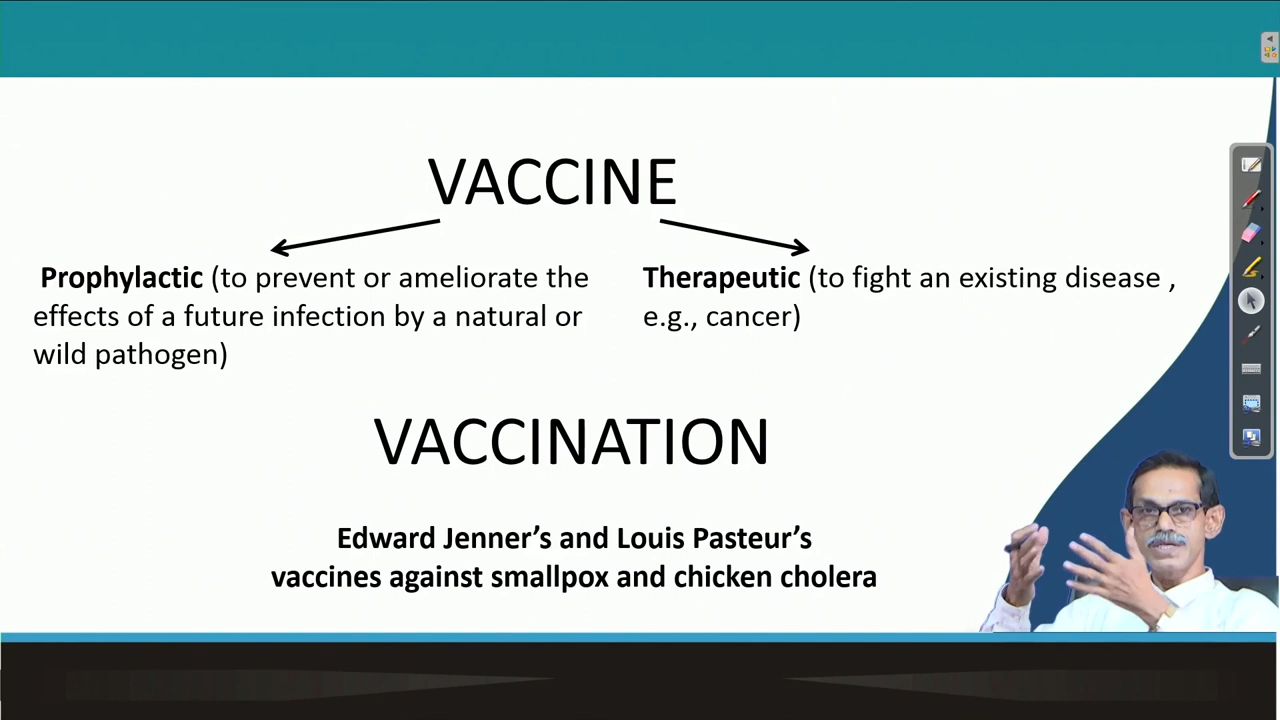 VACCINE
Prophylactic (to prevent or ameliorate the
effects of a future infection by a natural or
wild pathogen)
Therapeutic (to fight an existing disease ,
e.g., cancer)
VACCINATION
Edward Jenner’s and Louis Pasteur’s
vaccines against smallpox and chicken cholera